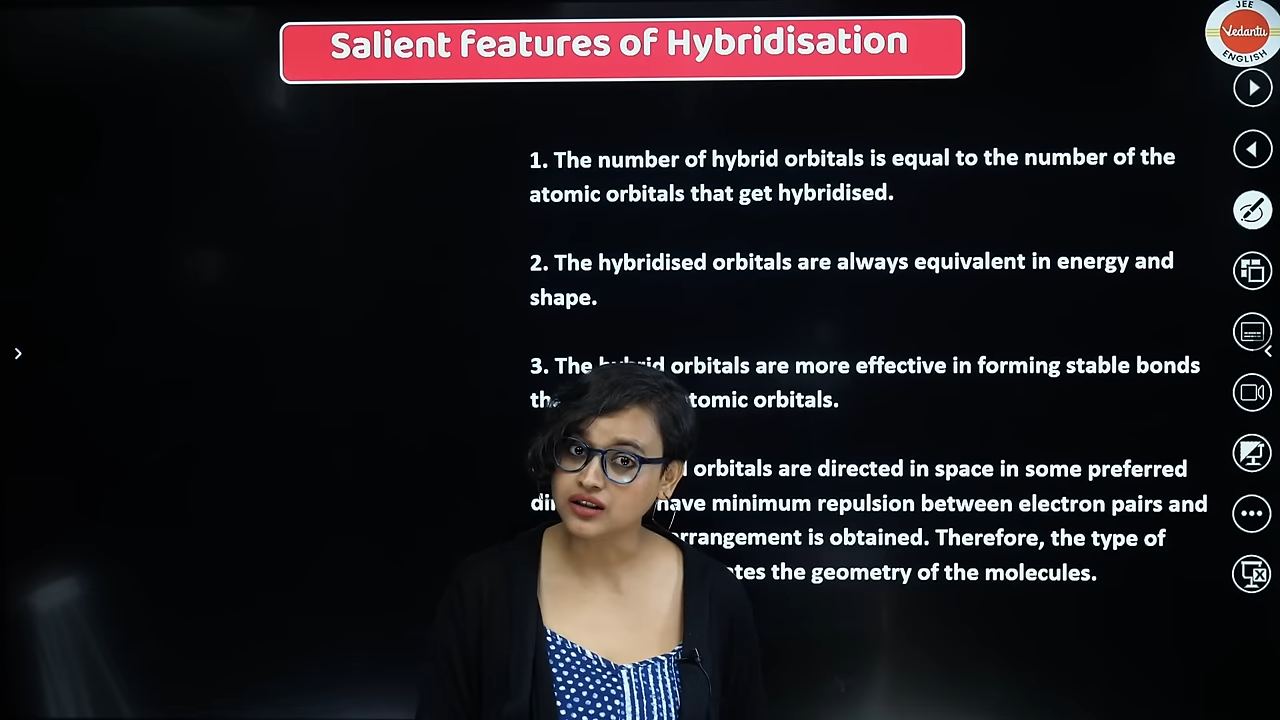 Salient features of Hybridisation
JEE
Vedantu
ENGLISH
1. The number of hybrid orbitals is equal to the number of the
atomic orbitals that get hybridised.
2. The hybridised orbitals are always equivalent in energy and
shape.
3. The hybrid orbitals are more effective in forming stable bonds
atomic orbitals.
orbitals are directed in space in some preferred
have minimum repulsion between electron pairs and
arrangement is obtained. Therefore, the type of
the geometry of the molecules.